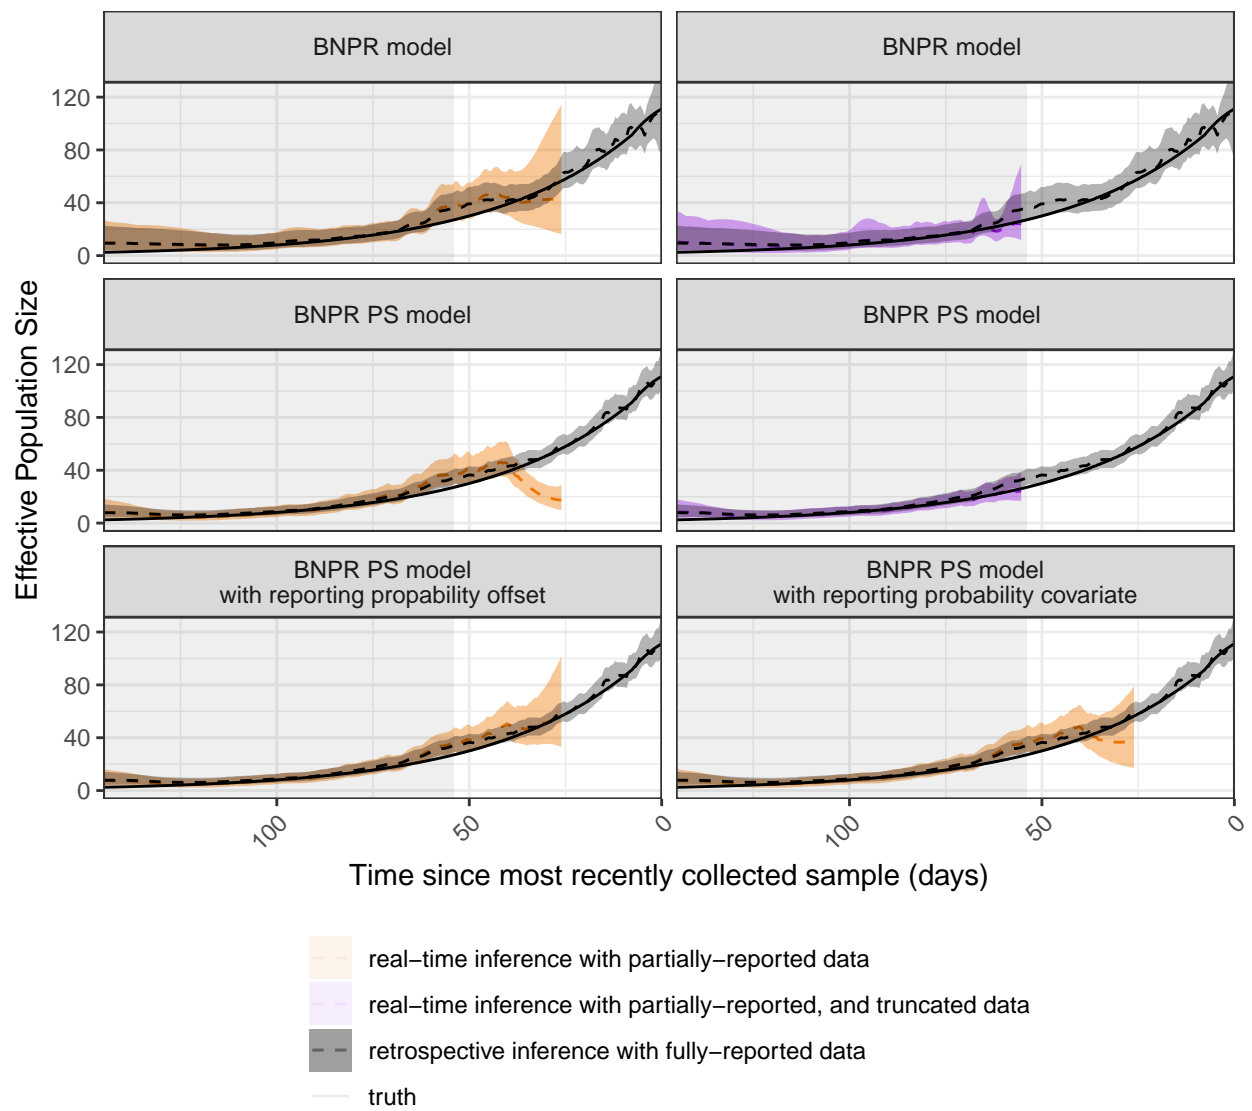 BNPR model
BNPR model
120
80
40
0
BNPR PS model
BNPR PS model
120
80
40
0
BNPR PS model
with reporting propability offset
BNPR PS model
with reporting probability covariate
120
80
40
0
Effective Population Size
100
50
0
100
50
0
Time since most recently collected sample (days)
real−time inference with partially−reported data
real−time inference with partially−reported, and truncated data
retrospective inference with fully−reported data
truth